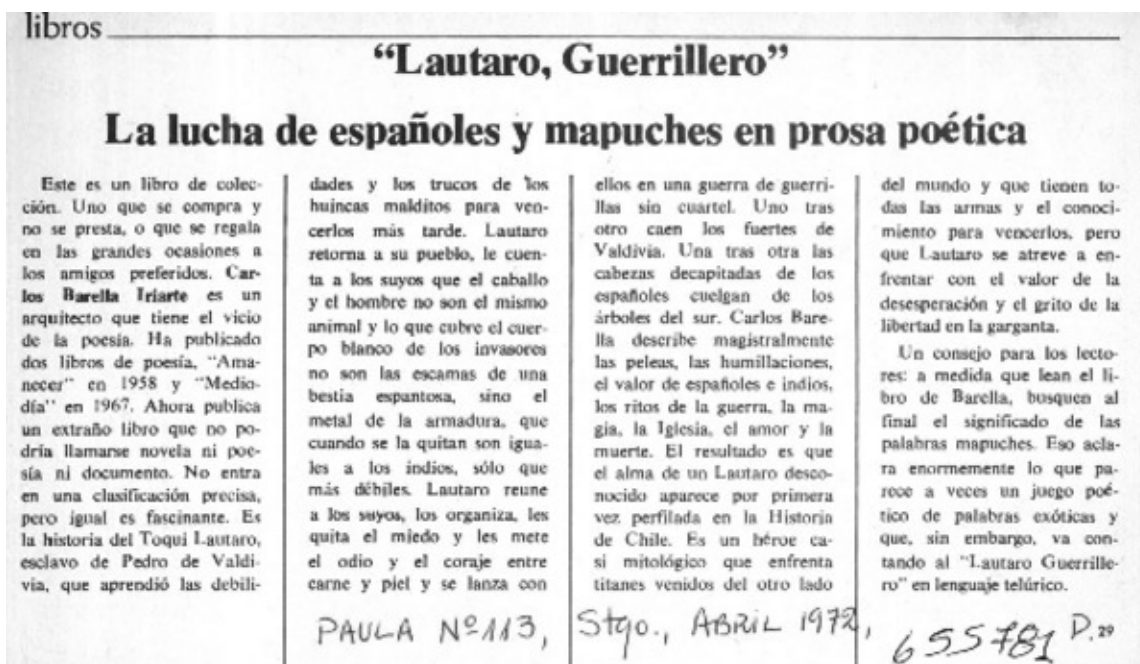 libros
“Lautaro, Guerrillero”
La lucha de españoles y mapuches en prosa poética
Este es un libro de colec-
ción. Uno que se compra y
no se presta, o que se regala
en las grandes ocasiones a
los amigos preferidos. Car-
los Barella Iriarte es un
arquitecto que tiene el vicio
de la poesía. Ha publicado
dos libros de poesía, “Ama-
necer” en 1958 y “Medio-
día” en 1967. Ahora publica
un extraño libro que no po-
dría llamarse novela ni poe-
sía ni documento. No entra
en una clasificación precisa,
pero igual es fascinante. Es
la historia del Toqui Lautaro,
esclavo de Pedro de Valdi-
via, que aprendió las debili-
dades y los trucos de los
huincas malditos para ven-
cerlos más tarde. Lautaro
retorna a su pueblo, le cuen-
ta a los suyos que el caballo
y el hombre no son el mismo
animal y lo que cubre el cuer-
po blanco de los invasores
no son las escamas de una
bestia espantosa, sino el
metal de la armadura, que
cuando se la quitan son igua-
les a los indios, sólo que
más débiles. Lautaro reune
a los suyos, los organiza, les
quita el miedo y les mete
el odio y el coraje entre
carne y piel y se lanza con
ellos en una guerra de guerri-
llas sin cuartel. Uno tras
otro caen los fuertes de
Valdivia. Una tras otra las
cabezas decapitadas de los
españoles cuelgan de los
árboles del sur. Carlos Bare-
lla describe magistralmente
las peleas, las humillaciones,
el valor de españoles e indios,
los ritos de la guerra, la ma-
gia, la Iglesia, el amor y la
muerte. El resultado es que
el alma de un Lautaro desco-
nocido aparece por primera
vez perfilada en la Historia
de Chile. Es un héroe ca-
si mitológico que enfrenta
titanes venidos del otro lado
del mundo y que tienen to-
das las armas y el conoci-
miento para vencerlos, pero
que Lautaro se atreve a en-
frentar con el valor de la
desesperación y el grito de la
libertad en la garganta.
Un consejo para los lecto-
res: a medida que lean el li-
bro de Barella, busquen al
final el significado de las
palabras mapuches. Eso acla-
ra enormemente lo que pa-
rece a veces un juego poé-
tico de palabras exóticas y
que, sin embargo, va con-
tando al “Lautaro Guerrille-
ro” en lenguaje telúrico.
PAULA Nº 113, Stgo., ABRIL 1972, P. 29
655781